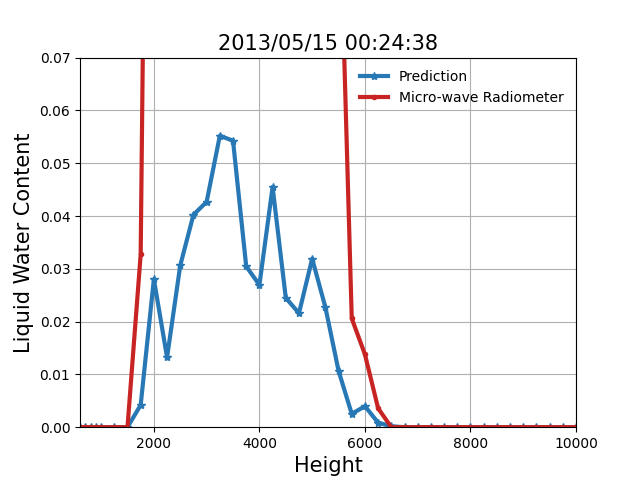 2013/05/15 00:24:38
Prediction
Micro-wave Radiometer
Liquid Water Content
0.07
0.06
0.05
0.04
0.03
0.02
0.01
0.00
2000 4000 6000 8000 10000
Height